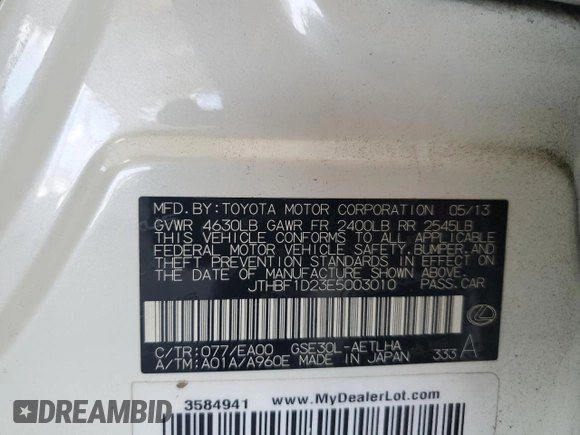 MFD.BY:TOYOTA MOTOR CORPORATION 05/13
GVWR 4630LB GAWR FR 2400LB RR 2545LB
THIS VEHICLE CONFORMS TO ALL APPLICABLE
FEDERAL MOTOR VEHICLE SAFETY, BUMPER, AND
THEFT PREVENTION STANDARDS IN EFFECT ON
THE DATE OF MANUFACTURE SHOWN ABOVE.
JTHBF1D23E5003010 PASS.CAR
C/TR:077/EA00 GSE30L-AETLHA
A/TM:A01A/A960E MADE IN JAPAN 333 A
3584941 www.MyDealerLot.com
DREAMBID